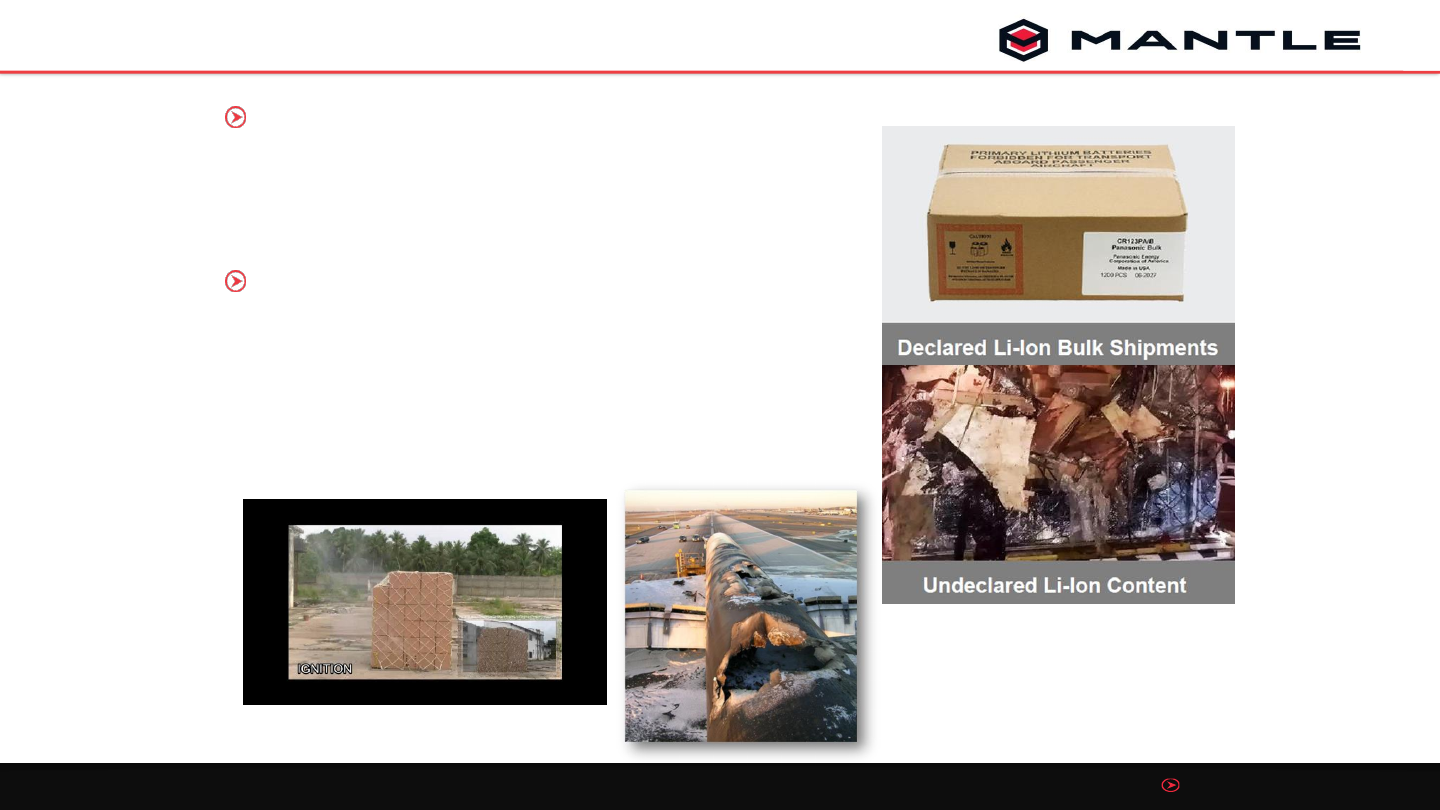 MANTLE
PRIMARY LITHIUM BATTERIES
FORBIDDEN FOR TRANSPORT
ABOARD PASSENGER
AIRCRAFT
CAUTION!
CR123PA/B
Panasonic Bulk
Panasonic Energy
Corporation of America
Made in USA
1200 PCS 06-2027
Declared Li-Ion Bulk Shipments
Undeclared Li-Ion Content
IGNITION